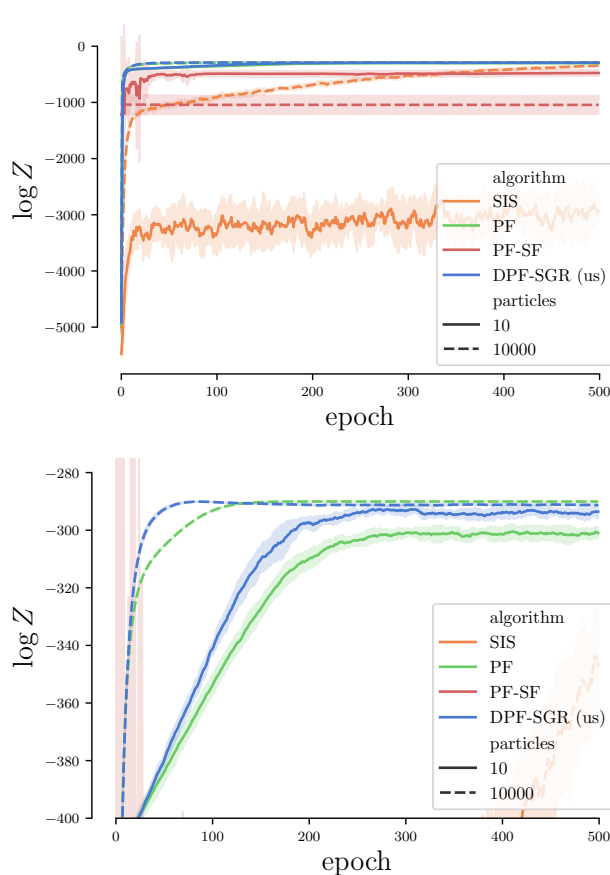 0
−1000
−2000
−3000
−4000
−5000
log Z
algorithm
SIS
PF
PF-SF
DPF-SGR (us)
particles
10
10000
0 100 200 300 400 500
epoch
−280
−300
−320
−340
−360
−380
−400
log Z
algorithm
SIS
PF
PF-SF
DPF-SGR (us)
particles
10
10000
0 100 200 300 400 500
epoch